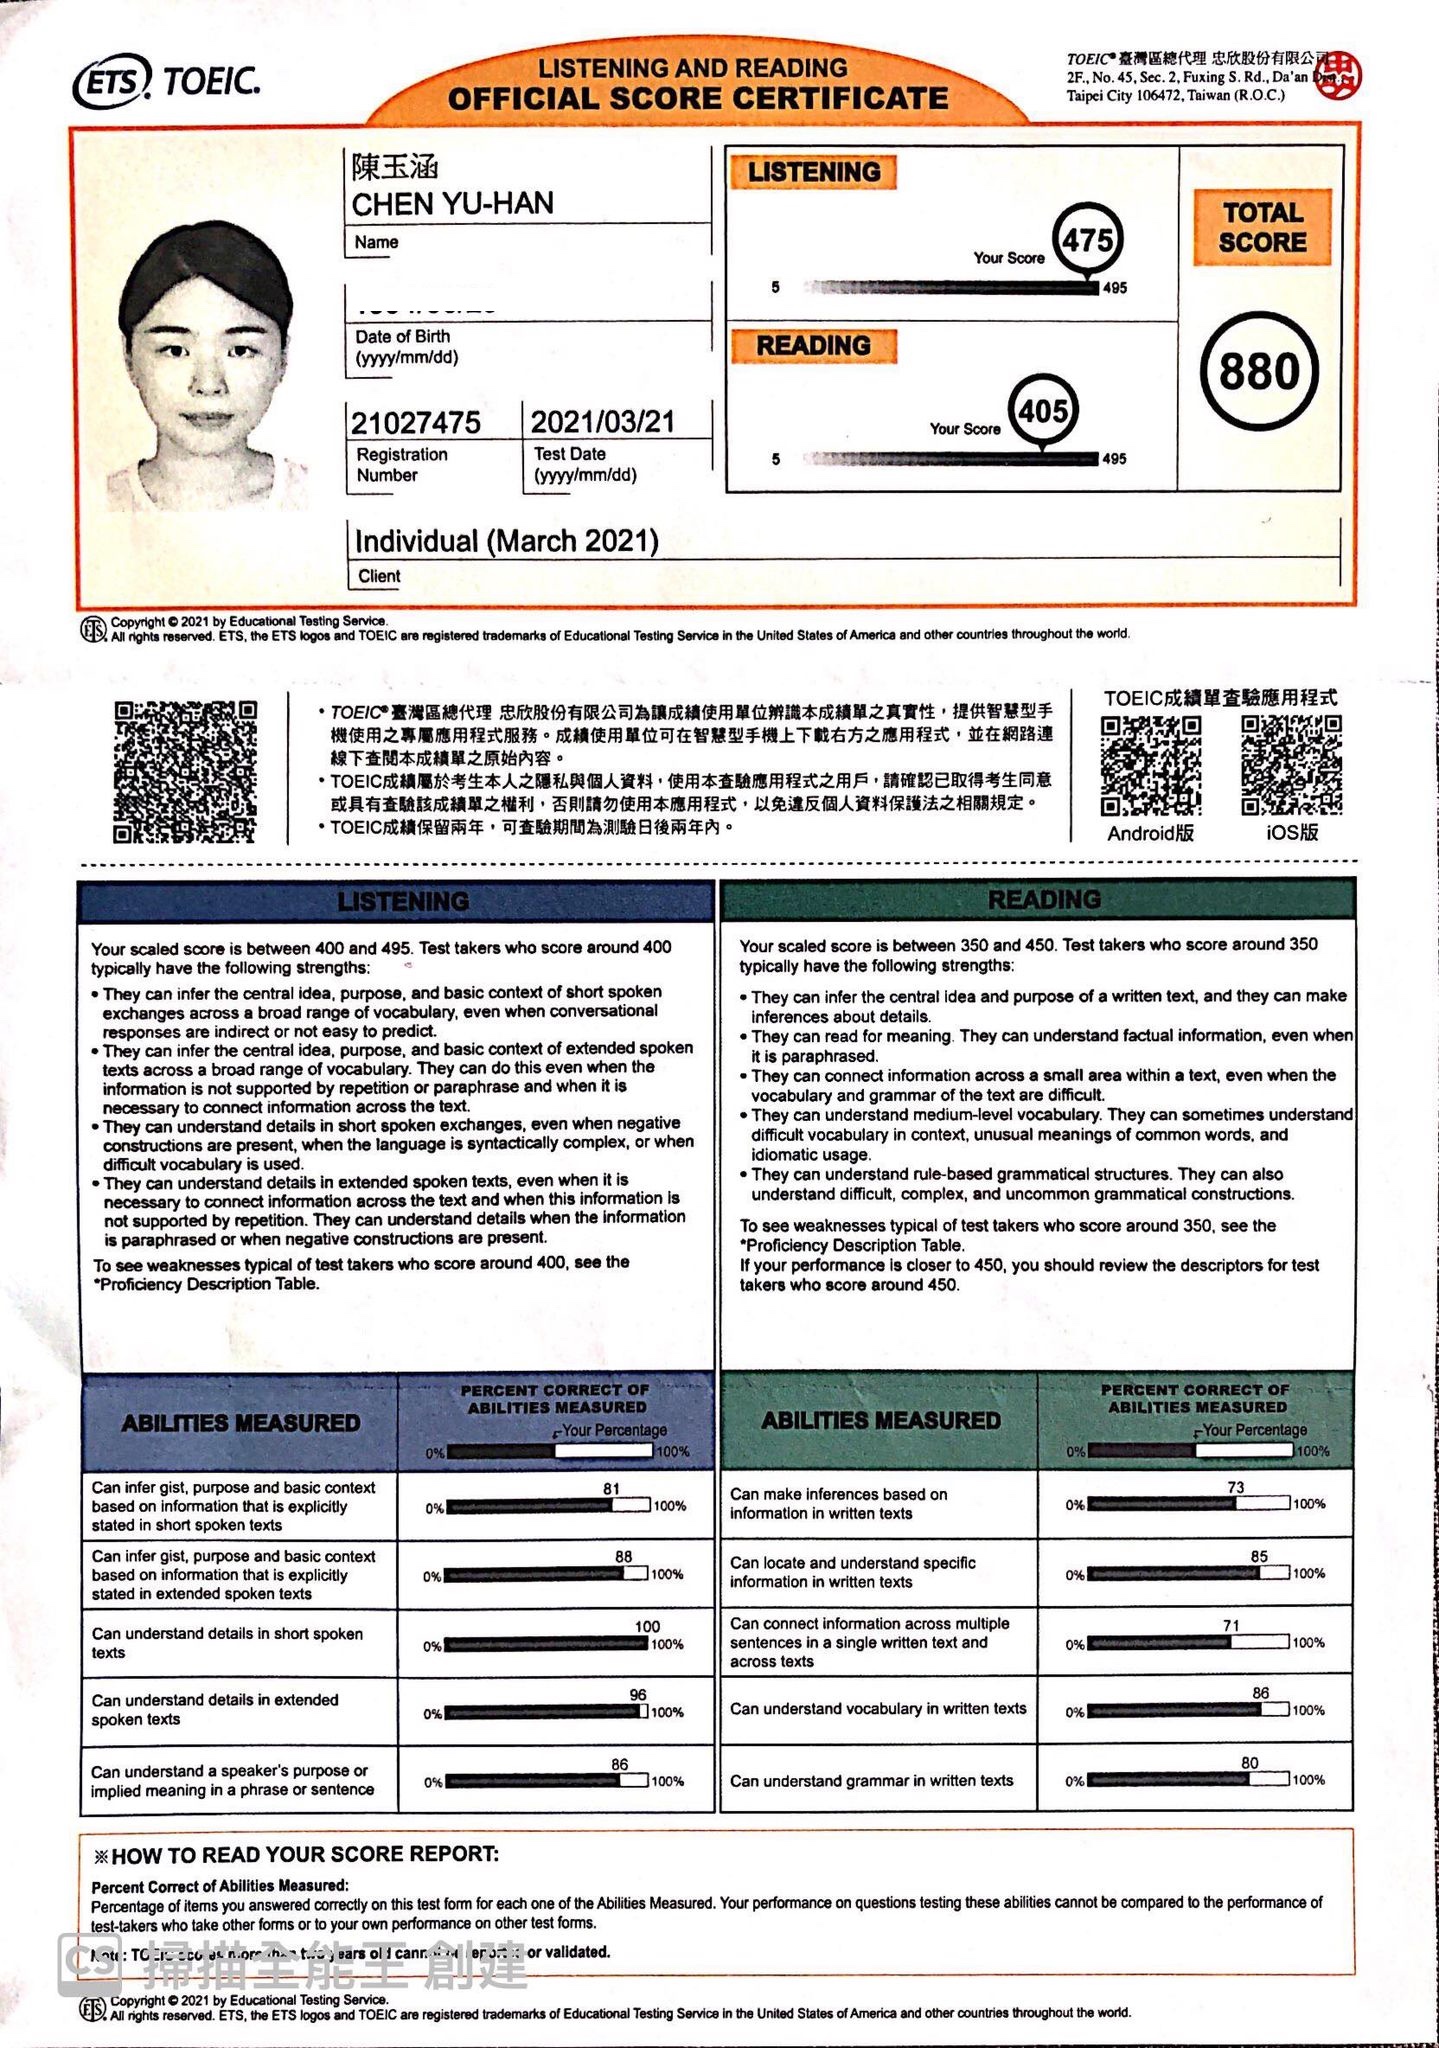 ETS TOEIC.
LISTENING AND READING
OFFICIAL SCORE CERTIFICATE
TOEIC® 臺灣區總代理 忠欣股份有限公司
2F., No. 45, Sec. 2, Fuxing S. Rd., Da'an
Taipei City 106472, Taiwan (R.O.C.)
陳玉涵
CHEN YU-HAN
Name
Date of Birth
(yyyy/mm/dd)
21027475
Registration
Number
2021/03/21
Test Date
(yyyy/mm/dd)
Individual (March 2021)
Client
LISTENING
Your Score 475
5 495
READING
Your Score 405
5 495
TOTAL
SCORE
880
Copyright © 2021 by Educational Testing Service.
All rights reserved. ETS, the ETS logos and TOEIC are registered trademarks of Educational Testing Service in the United States of America and other countries throughout the world.
• TOEIC® 臺灣區總代理 忠欣股份有限公司為讓成績使用單位辨識本成績單之真實性，提供智慧型手
機使用之專屬應用程式服務。成績使用單位可在智慧型手機上下載右方之應用程式，並在網路連
線下查閱本成績單之原始內容。
• TOEIC成績屬於考生本人之隱私與個人資料，使用本查驗應用程式之用戶，請確認已取得考生同意
或具有查驗該成績單之權利，否則請勿使用本應用程式，以免違反個人資料保護法之相關規定。
• TOEIC成績保留兩年，可查驗期間為測驗日後兩年內。
TOEIC成績單查驗應用程式
Android版
iOS版
LISTENING
Your scaled score is between 400 and 495. Test takers who score around 400
typically have the following strengths:
• They can infer the central idea, purpose, and basic context of short spoken
exchanges across a broad range of vocabulary, even when conversational
responses are indirect or not easy to predict.
• They can infer the central idea, purpose, and basic context of extended spoken
texts across a broad range of vocabulary. They can do this even when the
information is not supported by repetition or paraphrase and when it is
necessary to connect information across the text.
• They can understand details in short spoken exchanges, even when negative
constructions are present, when the language is syntactically complex, or when
difficult vocabulary is used.
• They can understand details in extended spoken texts, even when it is
necessary to connect information across the text and when this information is
not supported by repetition. They can understand details when the information
is paraphrased or when negative constructions are present.
To see weaknesses typical of test takers who score around 400, see the
*Proficiency Description Table.
READING
Your scaled score is between 350 and 450. Test takers who score around 350
typically have the following strengths:
• They can infer the central idea and purpose of a written text, and they can make
inferences about details.
• They can read for meaning. They can understand factual information, even when
it is paraphrased.
• They can connect information across a small area within a text, even when the
vocabulary and grammar of the text are difficult.
• They can understand medium-level vocabulary. They can sometimes understand
difficult vocabulary in context, unusual meanings of common words, and
idiomatic usage.
• They can understand rule-based grammatical structures. They can also
understand difficult, complex, and uncommon grammatical constructions.
To see weaknesses typical of test takers who score around 350, see the
*Proficiency Description Table.
If your performance is closer to 450, you should review the descriptors for test
takers who score around 450.
ABILITIES MEASURED
PERCENT CORRECT OF
ABILITIES MEASURED
Your Percentage
0% 100%
Can infer gist, purpose and basic context
based on information that is explicitly
stated in short spoken texts
81
0% 100%
Can infer gist, purpose and basic context
based on information that is explicitly
stated in extended spoken texts
88
0% 100%
Can understand details in short spoken
texts
100
0% 100%
Can understand details in extended
spoken texts
96
0% 100%
Can understand a speaker's purpose or
implied meaning in a phrase or sentence
86
0% 100%
ABILITIES MEASURED
PERCENT CORRECT OF
ABILITIES MEASURED
Your Percentage
0% 100%
Can make inferences based on
information in written texts
73
0% 100%
Can locate and understand specific
information in written texts
85
0% 100%
Can connect information across multiple
sentences in a single written text and
across texts
71
0% 100%
Can understand vocabulary in written texts
86
0% 100%
Can understand grammar in written texts
80
0% 100%
※HOW TO READ YOUR SCORE REPORT:
Percent Correct of Abilities Measured:
Percentage of items you answered correctly on this test form for each one of the Abilities Measured. Your performance on questions testing these abilities cannot be compared to the performance of
test-takers who take other forms or to your own performance on other test forms.
Note: TOEIC scores more than two years old cannot be reported or validated.
CS 掃描全能王 創建
Copyright © 2021 by Educational Testing Service.
All rights reserved. ETS, the ETS logos and TOEIC are registered trademarks of Educational Testing Service in the United States of America and other countries throughout the world.